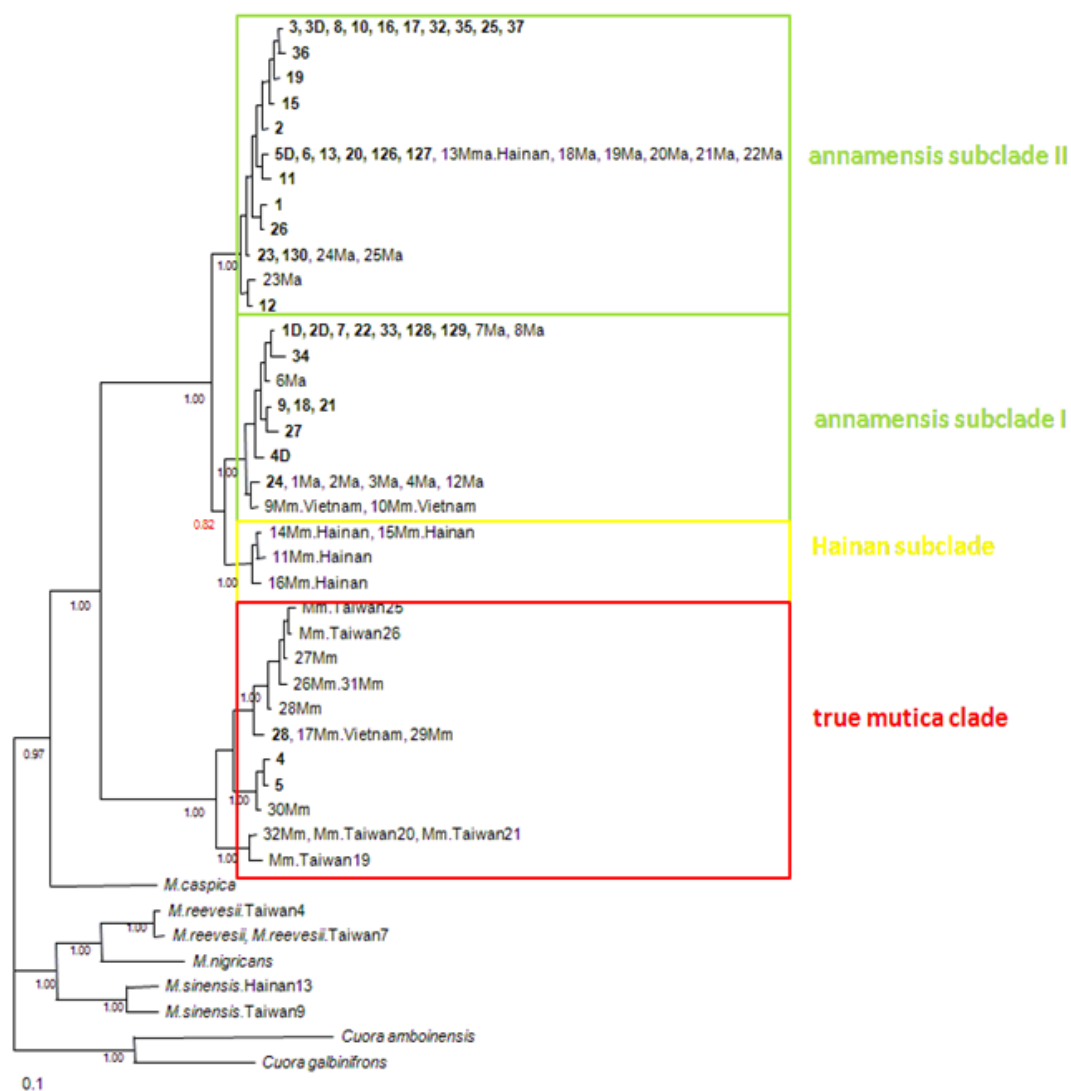 3, 3D, 8, 10, 16, 17, 32, 35, 25, 37
36
19
15
2
5D, 6, 13, 20, 126, 127, 13Mma.Hainan, 18Ma, 19Ma, 20Ma, 21Ma, 22Ma
annamensis subclade II
11
1
26
23, 130, 24Ma, 25Ma
1.00
23Ma
12
1D, 2D, 7, 22, 33, 128, 129, 7Ma, 8Ma
34
6Ma
1.00
9, 18, 21
annamensis subclade I
27
4D
1.00
24, 1Ma, 2Ma, 3Ma, 4Ma, 12Ma
9Mm.Vietnam, 10Mm.Vietnam
0.82
14Mm.Hainan, 15Mm.Hainan
Hainan subclade
11Mm.Hainan
1.00
16Mm.Hainan
1.00
Mm.Taiwan25
Mm.Taiwan26
27Mm
26Mm.31Mm
1.00
28Mm
true mutica clade
28, 17Mm.Vietnam, 29Mm
0.97
4
5
1.00
30Mm
1.00
32Mm, Mm.Taiwan20, Mm.Taiwan21
1.00
Mm.Taiwan19
M.caspica
M.reevesii.Taiwan4
1.00
M.reevesii, M.reevesii.Taiwan7
1.00
M.nigricans
1.00
M.sinensis.Hainan13
1.00
M.sinensis.Taiwan9
Cuora amboinensis
1.00
Cuora galbinifrons
0.1